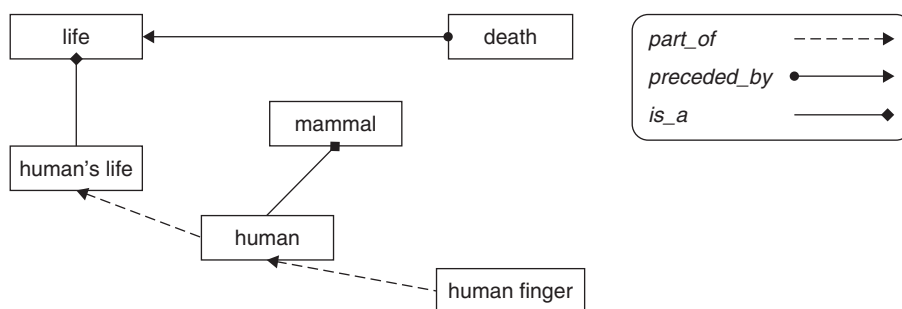 life
death
part_of
preceded_by
is_a
mammal
human's life
human
human finger